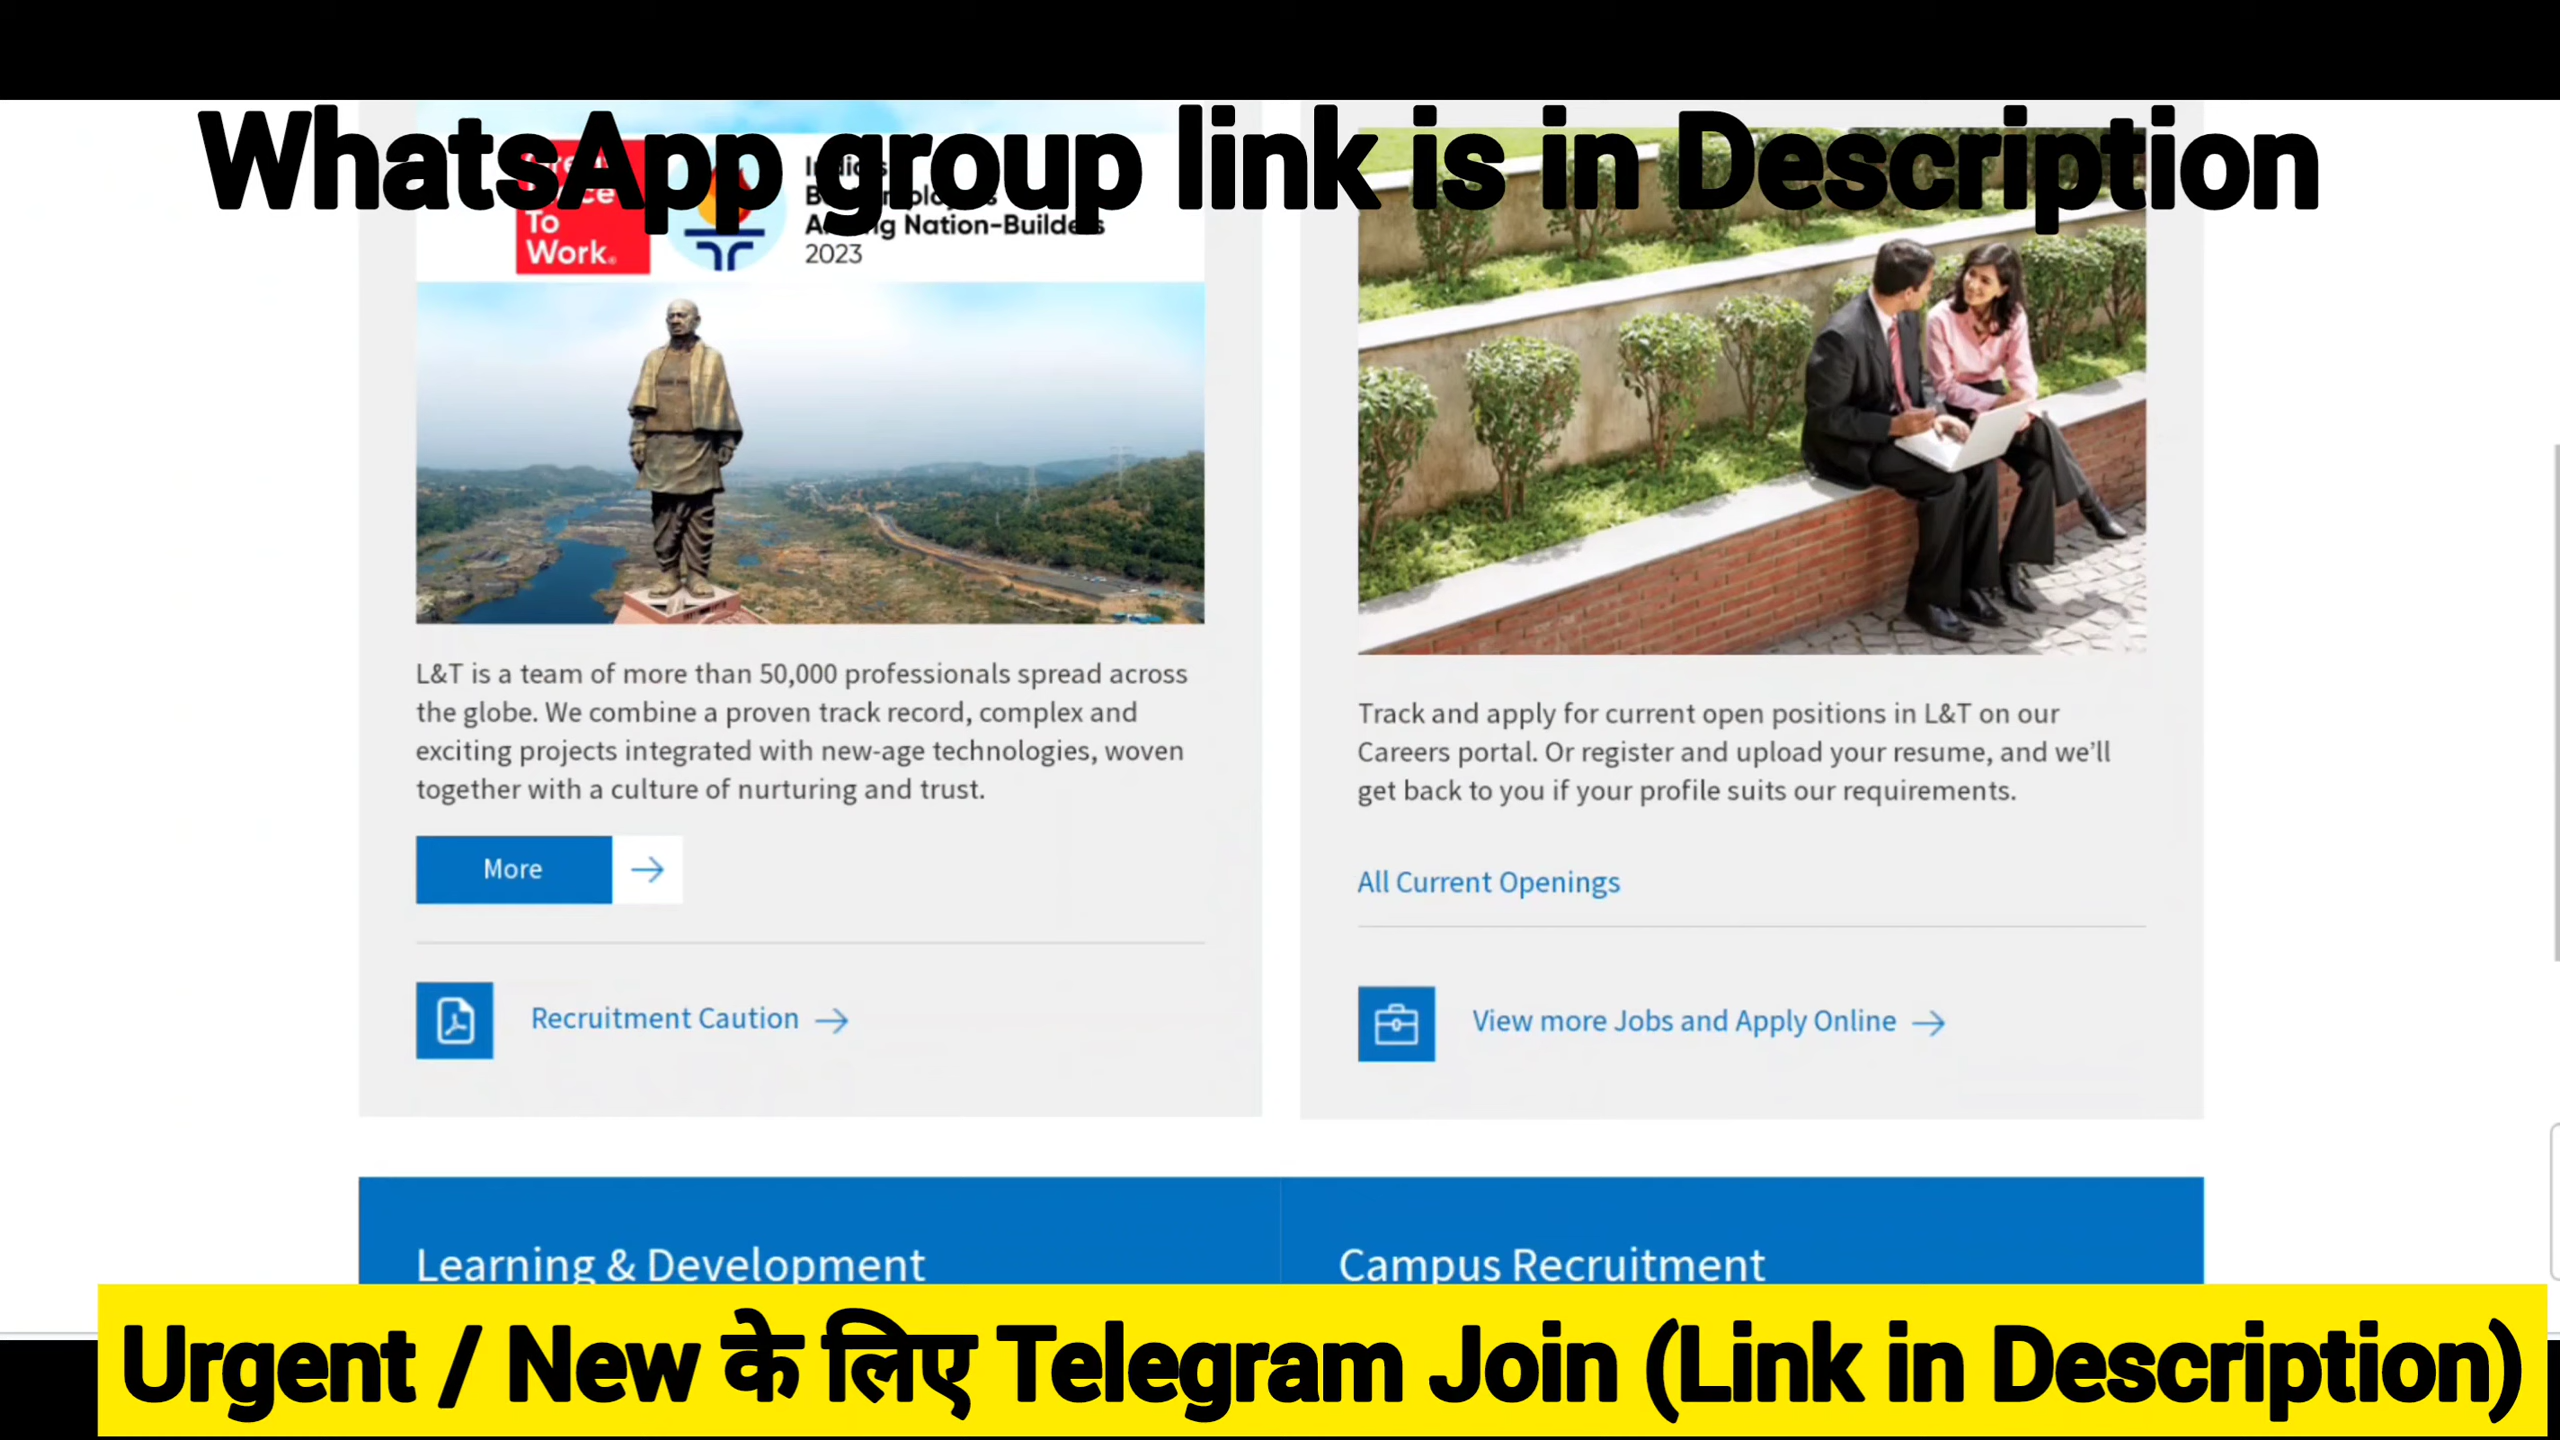 WhatsApp group link is in Description
To
Work.
Nation-Builders
2023
L&T is a team of more than 50,000 professionals spread across
the globe. We combine a proven track record, complex and
exciting projects integrated with new-age technologies, woven
together with a culture of nurturing and trust.
More
Recruitment Caution
Track and apply for current open positions in L&T on our
Careers portal. Or register and upload your resume, and we’ll
get back to you if your profile suits our requirements.
All Current Openings
View more Jobs and Apply Online
Learning & Development
Campus Recruitment
Urgent / New के लिए Telegram Join (Link in Description)